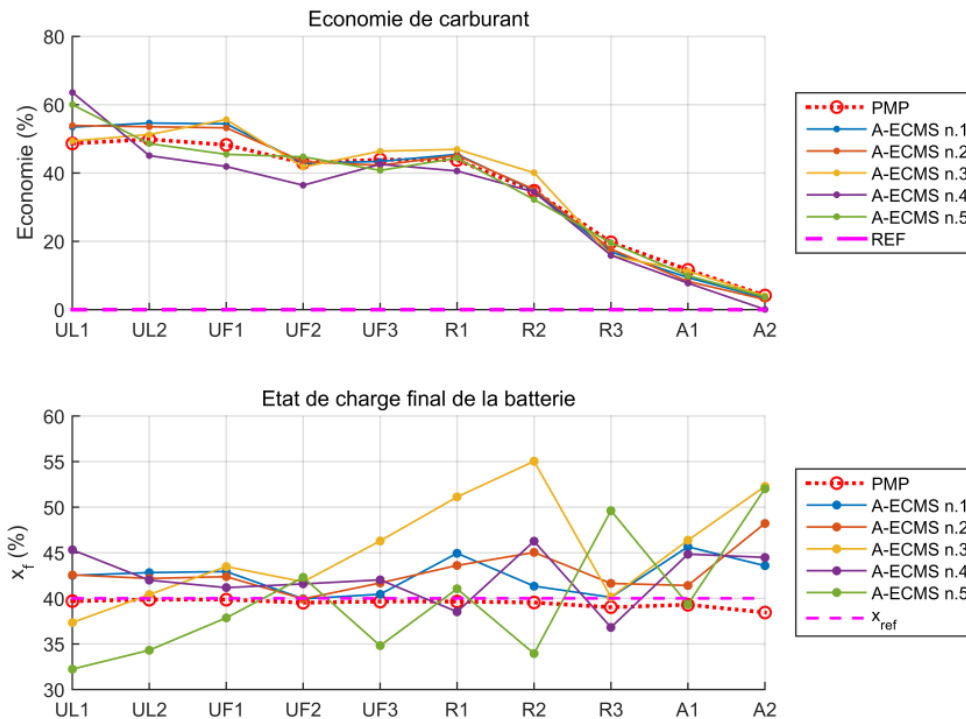 Economie de carburant
80
60
40
20
0
Economie (%)
UL1 UL2 UF1 UF2 UF3 R1 R2 R3 A1 A2
PMP
A-ECMS n.1
A-ECMS n.2
A-ECMS n.3
A-ECMS n.4
A-ECMS n.5
REF
Etat de charge final de la batterie
60
55
50
45
40
35
30
x_f (%)
UL1 UL2 UF1 UF2 UF3 R1 R2 R3 A1 A2
PMP
A-ECMS n.1
A-ECMS n.2
A-ECMS n.3
A-ECMS n.4
A-ECMS n.5
x_ref